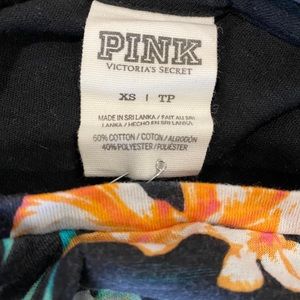 PINK
VICTORIA'S SECRET
XS | TP
MADE IN SRI LANKA / FAIT AU SRI
LANKA / HECHO EN SRI LANKA
60% COTTON / COTON / ALGODÓN
40% POLYESTER / POLIÉSTER